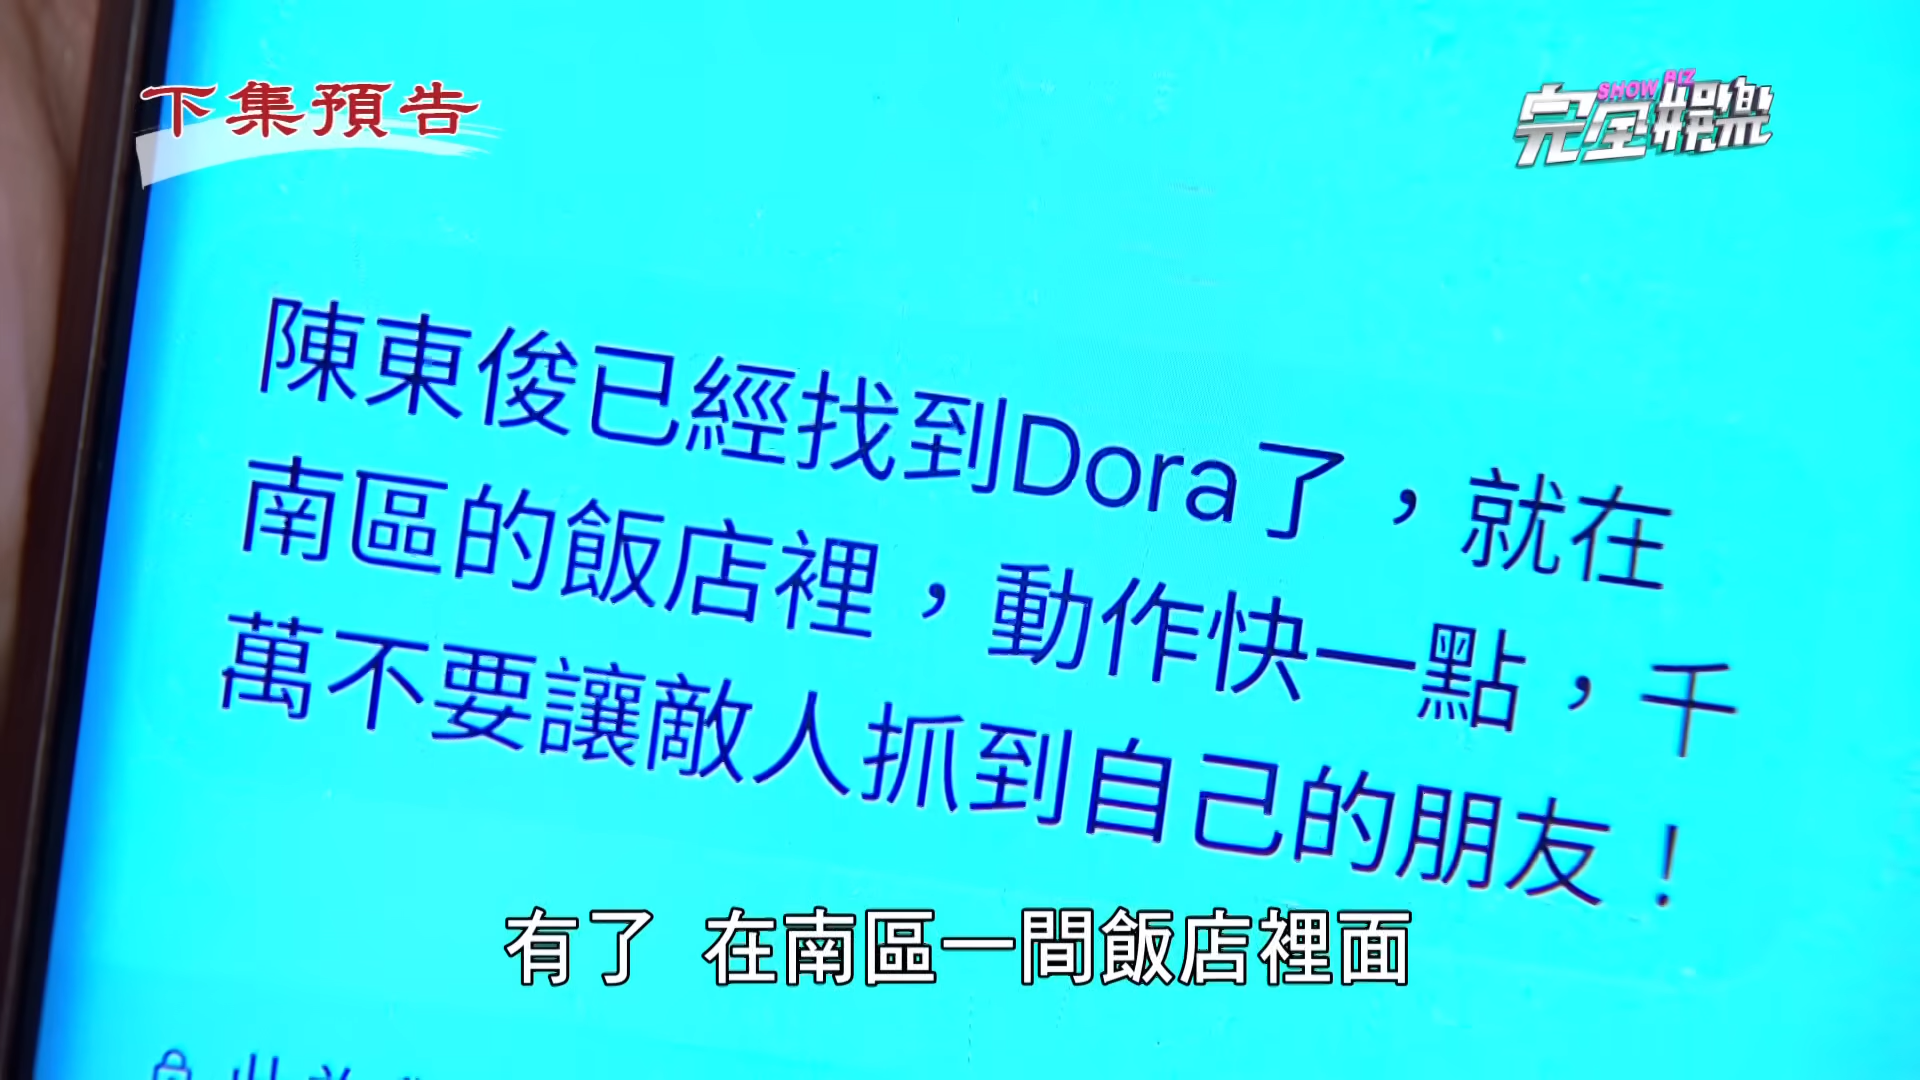 下集預告
SHOW BIZ
完全娛樂
陳東俊已經找到Dora了，就在
南區的飯店裡，動作快一點，千
萬不要讓敵人抓到自己的朋友！
有了 在南區一間飯店裡面